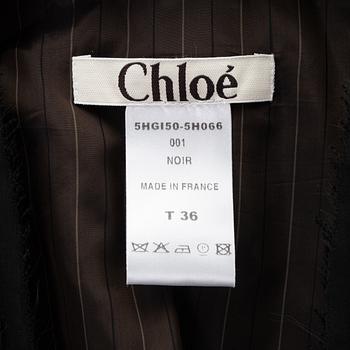 Chloé
5HGI50-5H066
001
NOIR
MADE IN FRANCE
T 36